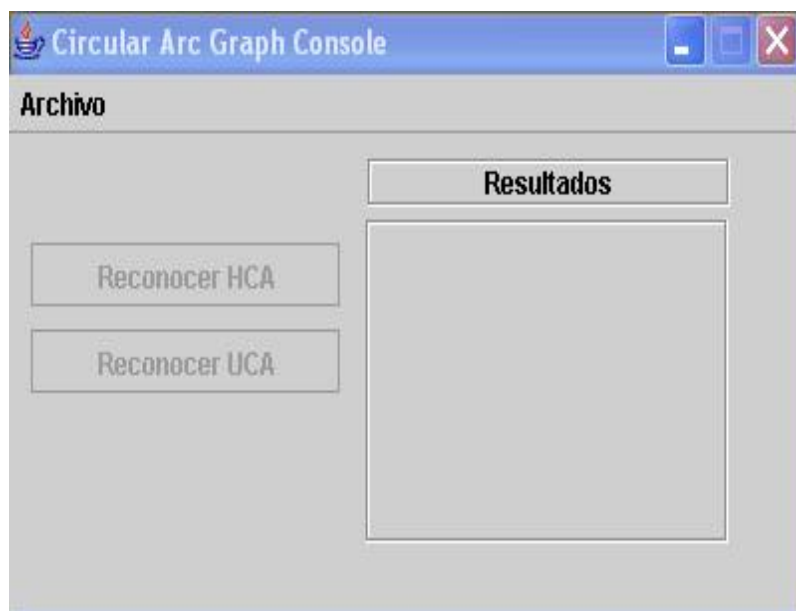 Circular Arc Graph Console
Archivo
Resultados
Reconocer HCA
Reconocer UCA